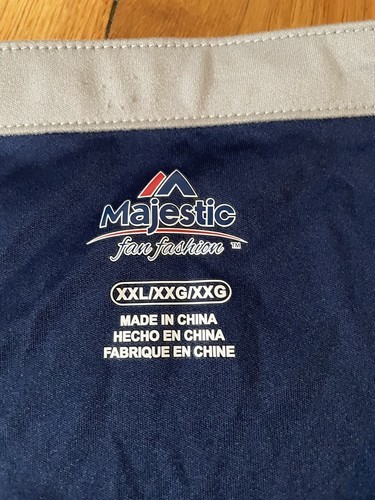 Majestic
fan fashion ™
XXL/XXG/XXG
MADE IN CHINA
HECHO EN CHINA
FABRIQUE EN CHINE